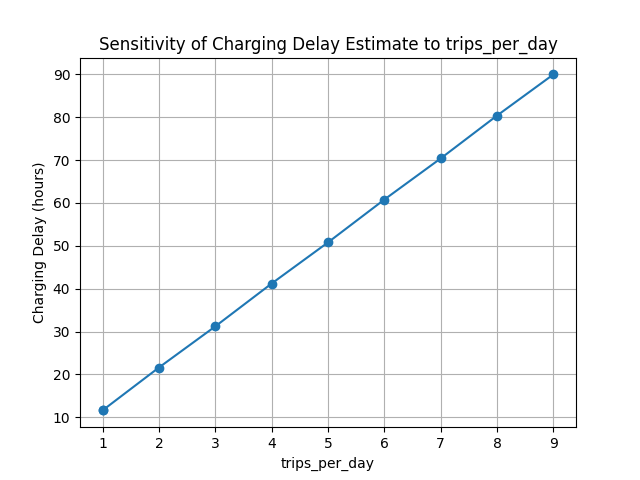 Sensitivity of Charging Delay Estimate to trips_per_day
90
80
70
60
50
40
30
20
10
Charging Delay (hours)
1 2 3 4 5 6 7 8 9
trips_per_day